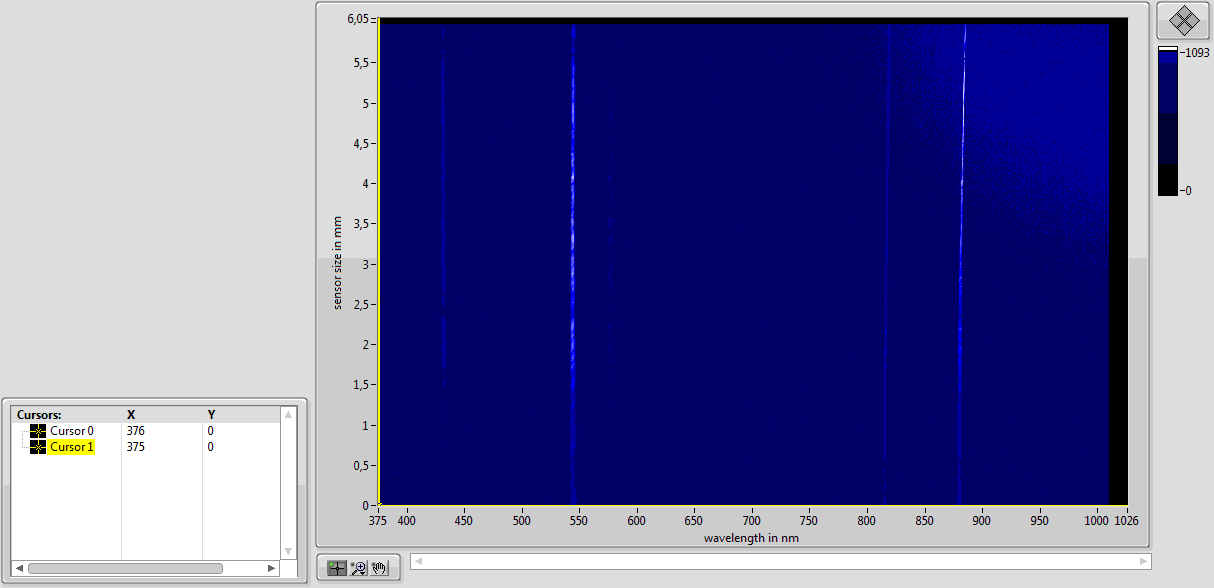 6,05
5,5
5
4,5
4
3,5
3
2,5
2
1,5
1
0,5
0
sensor size in mm
375 400 450 500 550 600 650 700 750 800 850 900 950 1000 1026
wavelength in nm
1093
0
Cursors: X Y
Cursor 0 376 0
Cursor 1 375 0